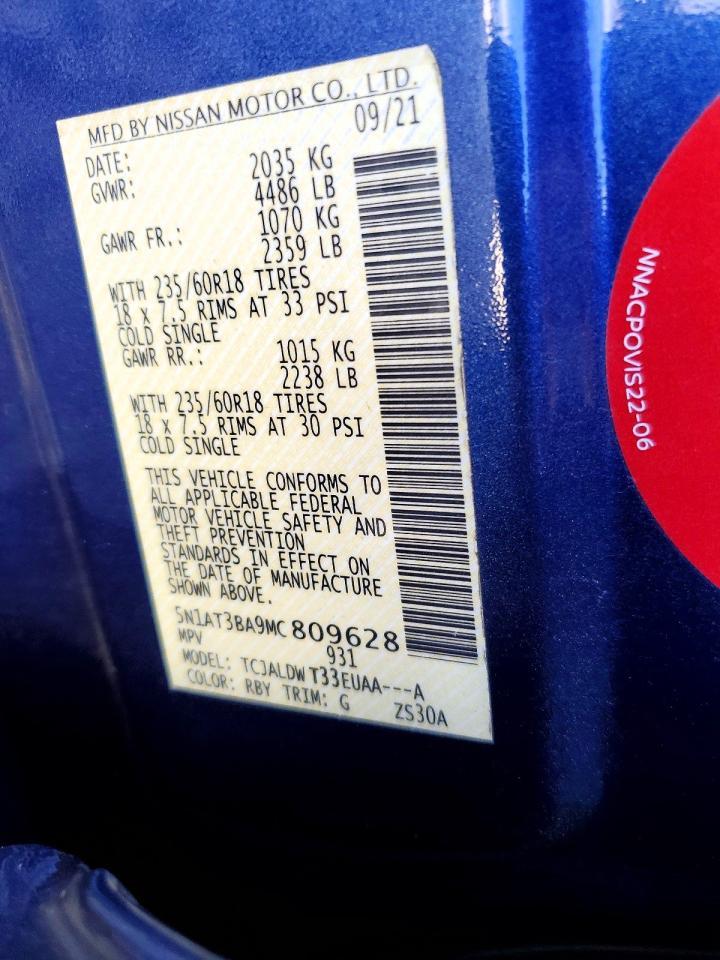 MFD BY NISSAN MOTOR CO., LTD.
DATE: 09/21
GVWR: 2035 KG
4486 LB
GAWR FR.: 1070 KG
2359 LB
WITH 235/60R18 TIRES
18 x 7.5 RIMS AT 33 PSI
COLD SINGLE
GAWR RR.: 1015 KG
2238 LB
WITH 235/60R18 TIRES
18 x 7.5 RIMS AT 30 PSI
COLD SINGLE
THIS VEHICLE CONFORMS TO
ALL APPLICABLE FEDERAL
MOTOR VEHICLE SAFETY AND
THEFT PREVENTION
STANDARDS IN EFFECT ON
THE DATE OF MANUFACTURE
SHOWN ABOVE.
5N1AT3BA9MC 809628
MPV 931
MODEL: TCJALDW T33EUAA---A
COLOR: RBY TRIM: G ZS30A
NNACPOVIS22-06